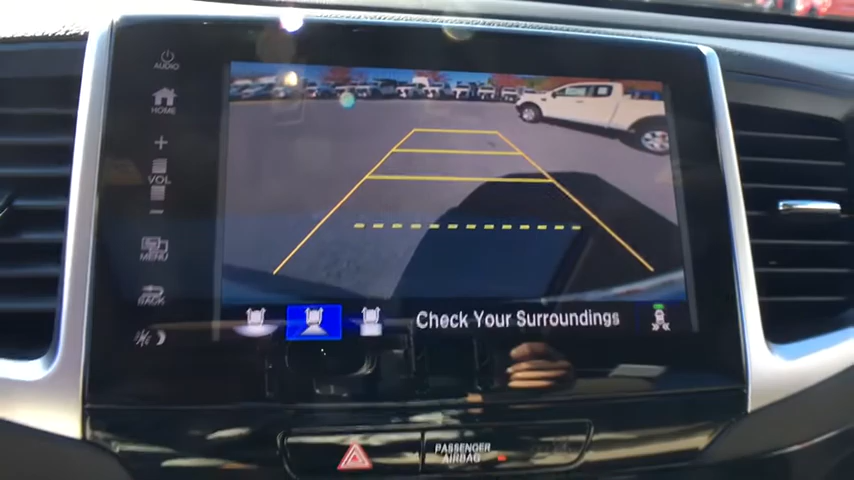 AUDIO
HOME
+
VOL
-
MENU
BACK
Check Your Surroundings
PASSENGER
AIRBAG